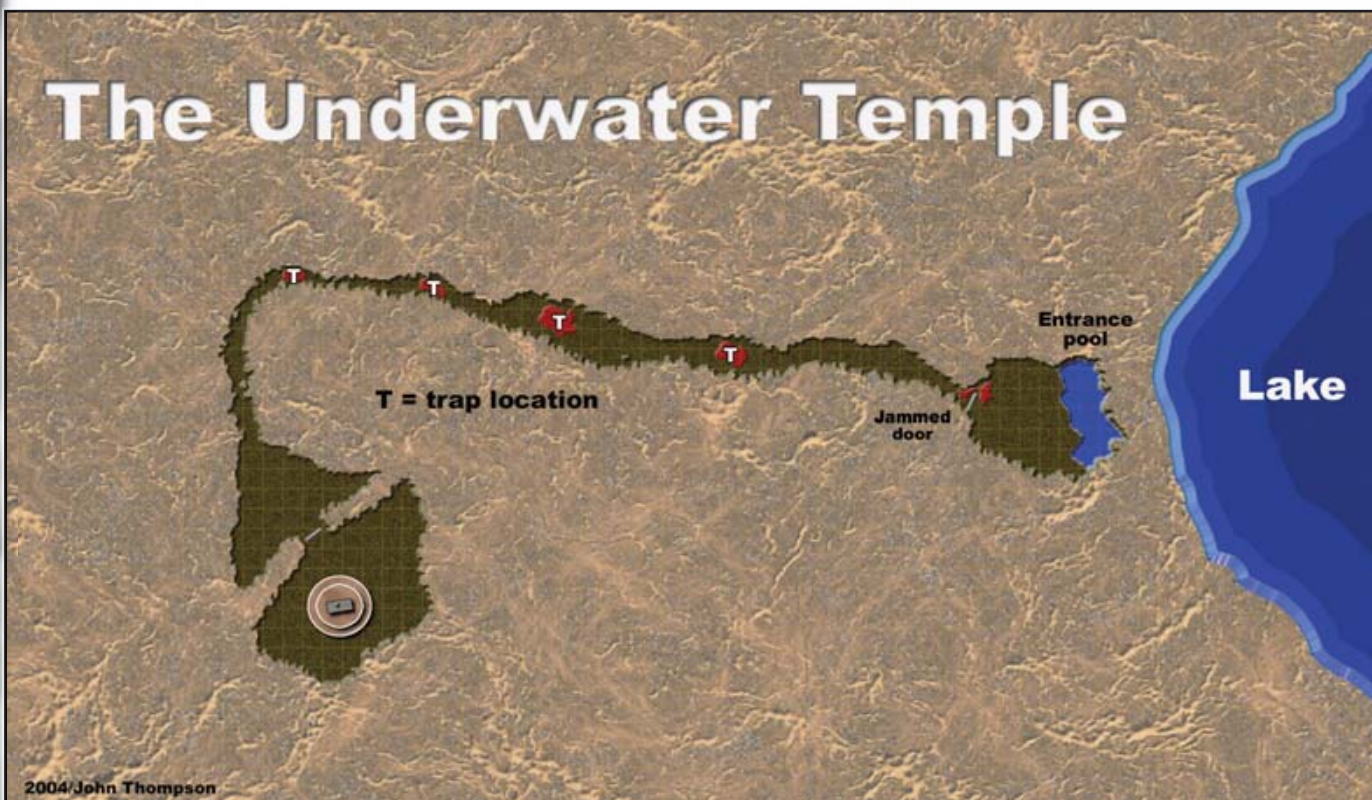 The Underwater Temple
T
T
T
T
Entrance
pool
Lake
T = trap location
Jammed
door
2004/John Thompson